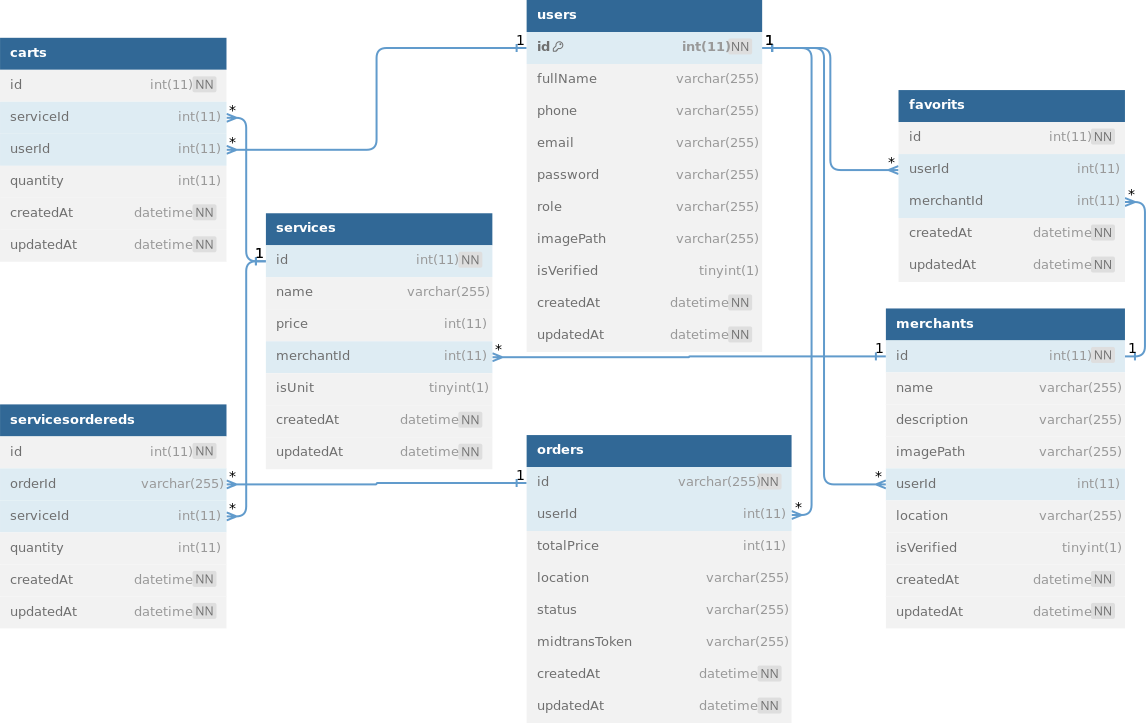 users
id int(11) NN
fullName varchar(255)
phone varchar(255)
email varchar(255)
password varchar(255)
role varchar(255)
imagePath varchar(255)
isVerified tinyint(1)
createdAt datetime NN
updatedAt datetime NN
1
1
carts
id int(11) NN
serviceId int(11) *
userId int(11) *
quantity int(11)
createdAt datetime NN
updatedAt datetime NN
favorits
id int(11) NN
* userId int(11)
merchantId int(11) *
createdAt datetime NN
updatedAt datetime NN
services
1 id int(11) NN
name varchar(255)
price int(11)
merchantId int(11) *
isUnit tinyint(1)
createdAt datetime NN
updatedAt datetime NN
merchants
1 id int(11) NN 1
name varchar(255)
description varchar(255)
imagePath varchar(255)
* userId int(11)
location varchar(255)
isVerified tinyint(1)
createdAt datetime NN
updatedAt datetime NN
servicesordereds
id int(11) NN
orderId varchar(255) *
serviceId int(11) *
quantity int(11)
createdAt datetime NN
updatedAt datetime NN
orders
1 id varchar(255) NN
userId int(11) *
totalPrice int(11)
location varchar(255)
status varchar(255)
midtransToken varchar(255)
createdAt datetime NN
updatedAt datetime NN